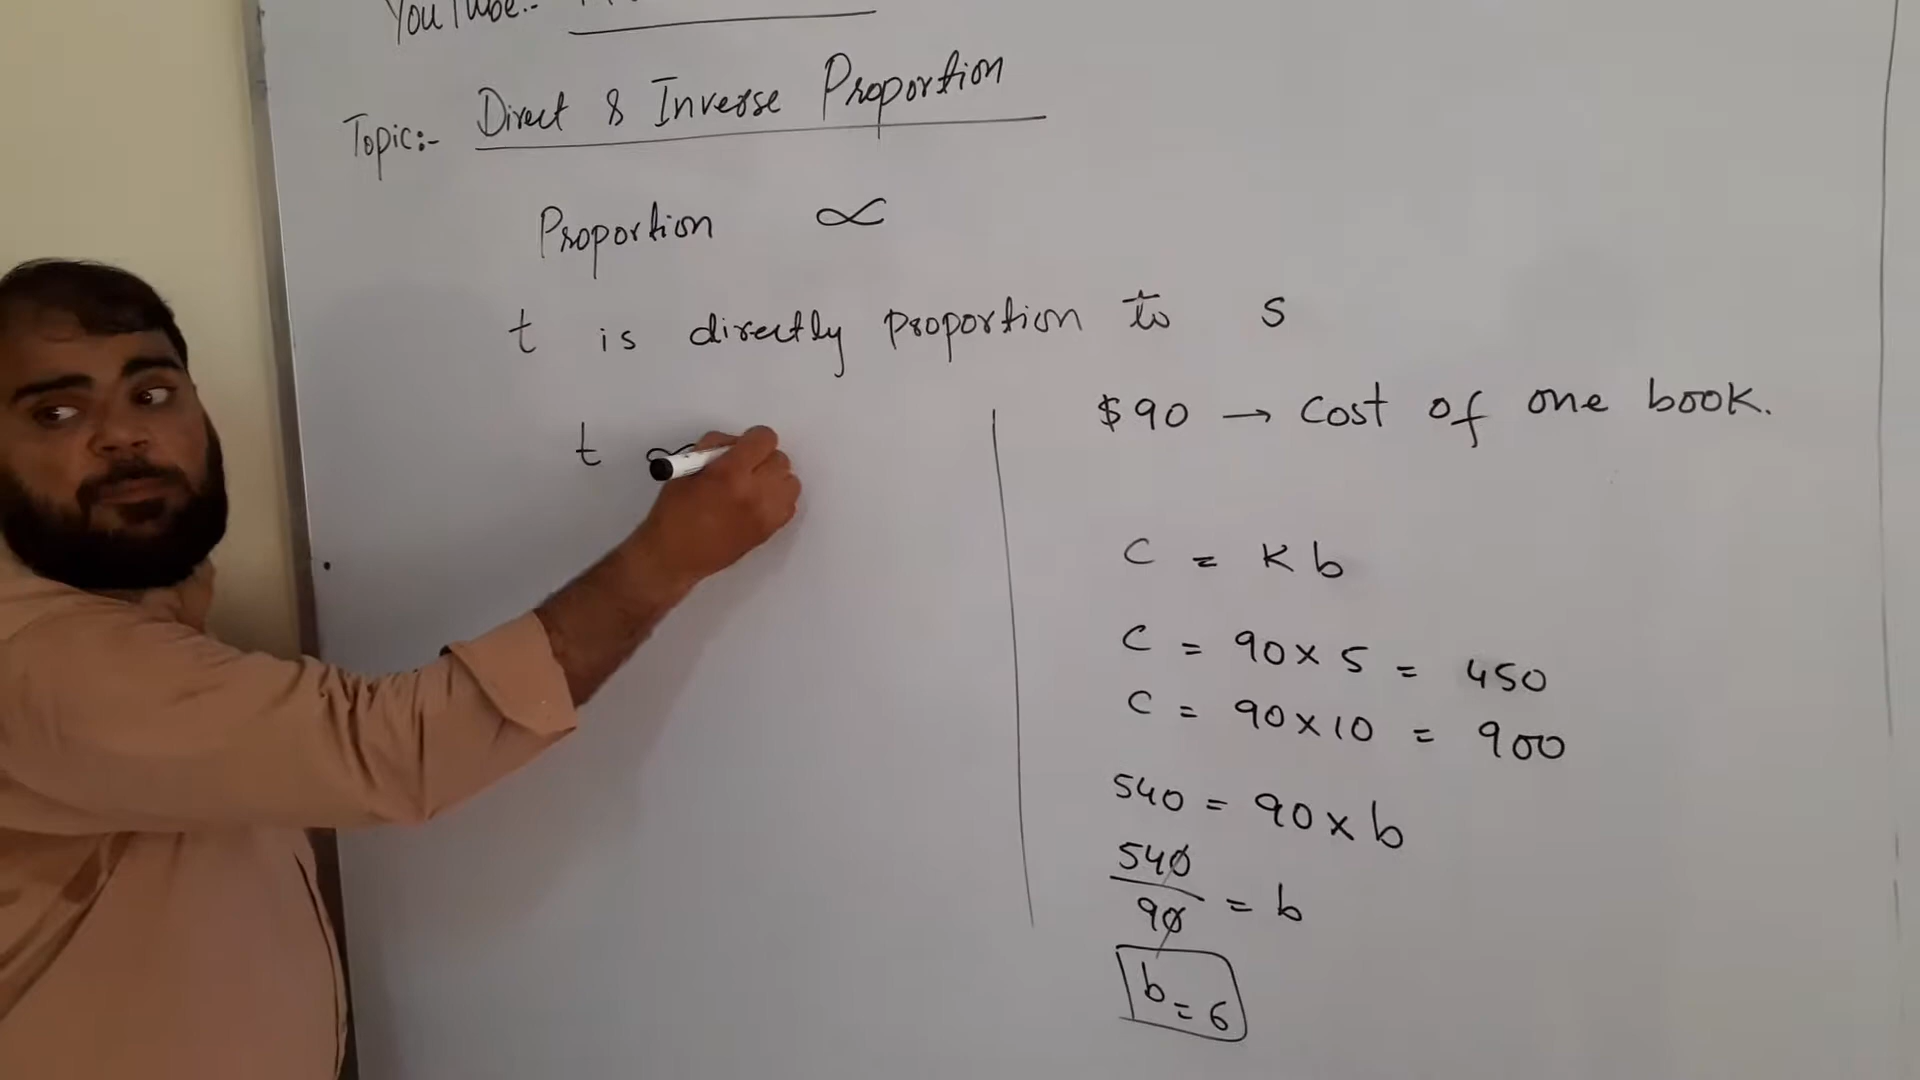 YouTube:-
Topic:- Direct & Inverse Proportion
Proportion ∝
t is directly proportion to s
t ∝
$90 → Cost of one book.
C = K b
C = 90 × 5 = 450
C = 90 × 10 = 900
540 = 90 × b
540/90 = b
b = 6